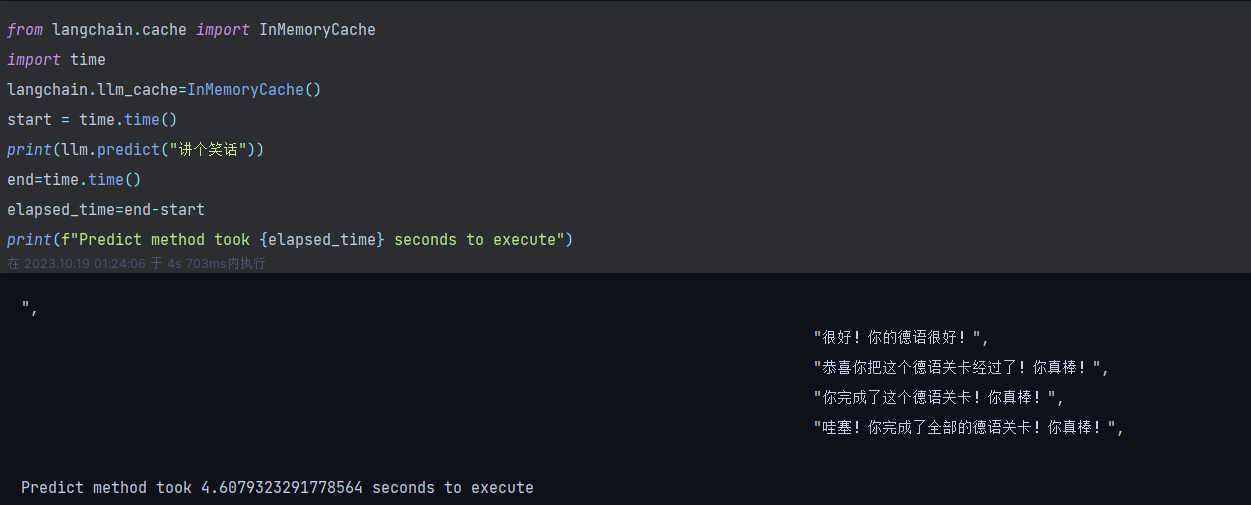 from langchain.cache import InMemoryCache
import time
langchain.llm_cache=InMemoryCache()
start = time.time()
print(llm.predict("讲个笑话"))
end=time.time()
elapsed_time=end-start
print(f"Predict method took {elapsed_time} seconds to execute")
在 2023.10.19 01:24:06 于 4s 703ms内执行
",
"很好！你的德语很好！",
"恭喜你把这个德语关卡经过了！你真棒！",
"你完成了这个德语关卡！你真棒！",
"哇塞！你完成了全部的德语关卡！你真棒！",
Predict method took 4.6079323291778564 seconds to execute